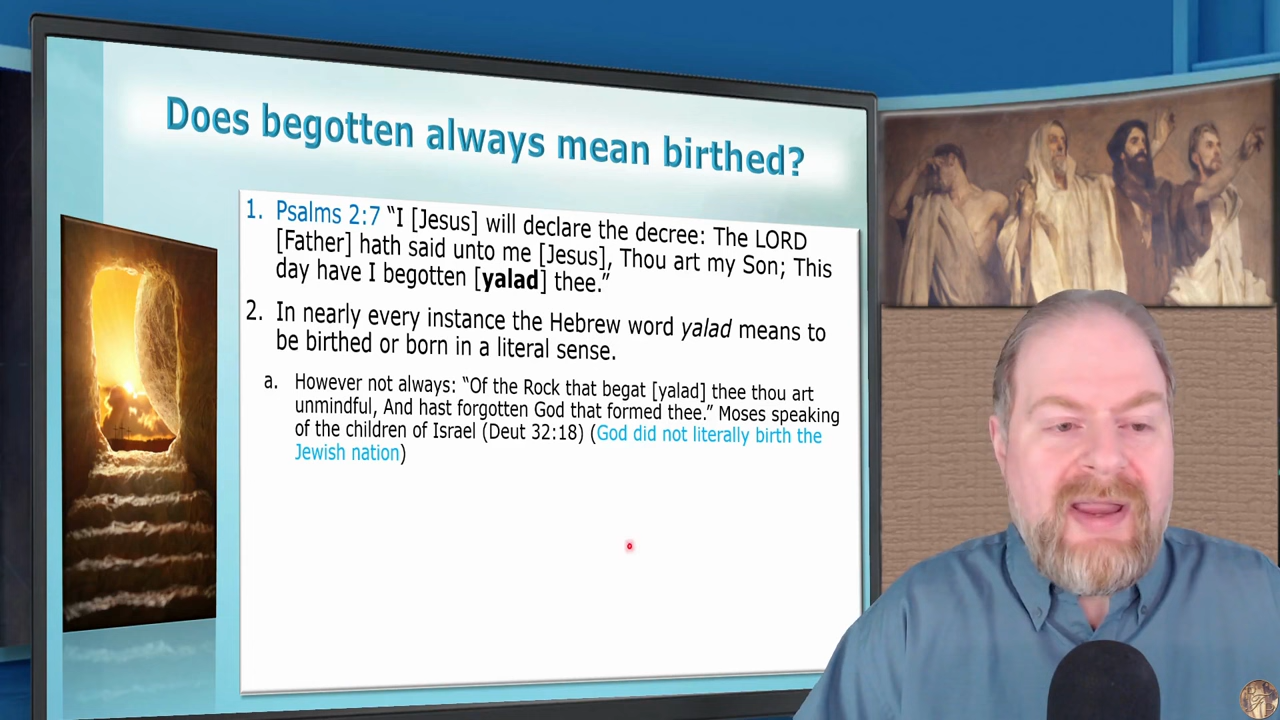 Does begotten always mean birthed?
1. Psalms 2:7 “I [Jesus] will declare the decree: The LORD
[Father] hath said unto me [Jesus], Thou art my Son; This
day have I begotten [yalad] thee.”
2. In nearly every instance the Hebrew word yalad means to
be birthed or born in a literal sense.
a. However not always: “Of the Rock that begat [yalad] thee thou art
unmindful, And hast forgotten God that formed thee.” Moses speaking
of the children of Israel (Deut 32:18) (God did not literally birth the
Jewish nation)